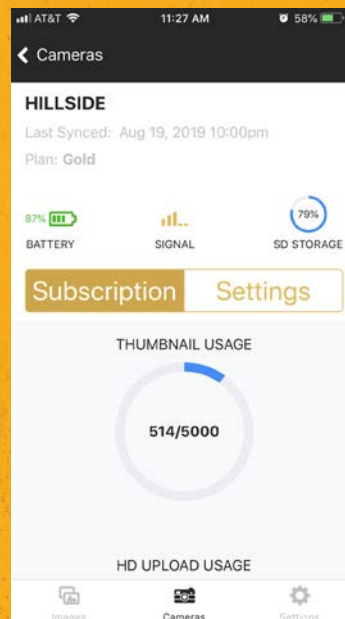 AT&T 11:27 AM 58%
Cameras
HILLSIDE
Last Synced: Aug 19, 2019 10:00pm
Plan: Gold
87% 79%
BATTERY SIGNAL SD STORAGE
Subscription Settings
THUMBNAIL USAGE
514/5000
HD UPLOAD USAGE
Images Cameras Settings